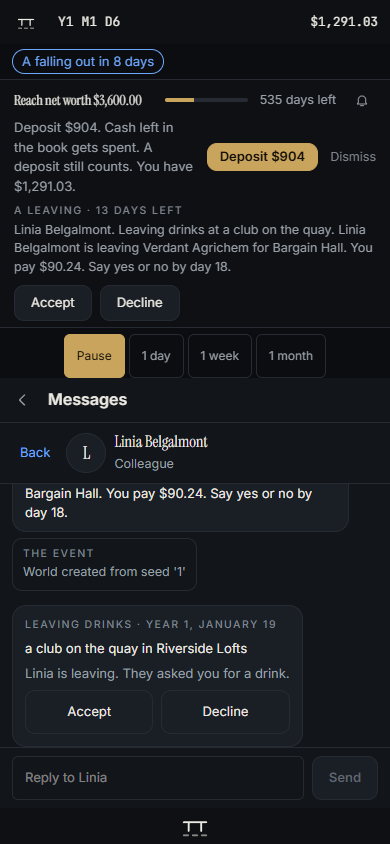 Y1 M1 D6
$1,291.03
A falling out in 8 days
Reach net worth $3,600.00
535 days left
Deposit $904. Cash left in
the book gets spent. A
deposit still counts. You have
$1,291.03.
Deposit $904
Dismiss
A LEAVING · 13 DAYS LEFT
Linia Belgalmont. Leaving drinks at a club on the quay. Linia
Belgalmont is leaving Verdant Agrichem for Bargain Hall. You
pay $90.24. Say yes or no by day 18.
Accept
Decline
Pause
1 day
1 week
1 month
Messages
Back
L
Linia Belgalmont
Colleague
Bargain Hall. You pay $90.24. Say yes or no by
day 18.
THE EVENT
World created from seed '1'
LEAVING DRINKS · YEAR 1, JANUARY 19
a club on the quay in Riverside Lofts
Linia is leaving. They asked you for a drink.
Accept
Decline
Reply to Linia
Send